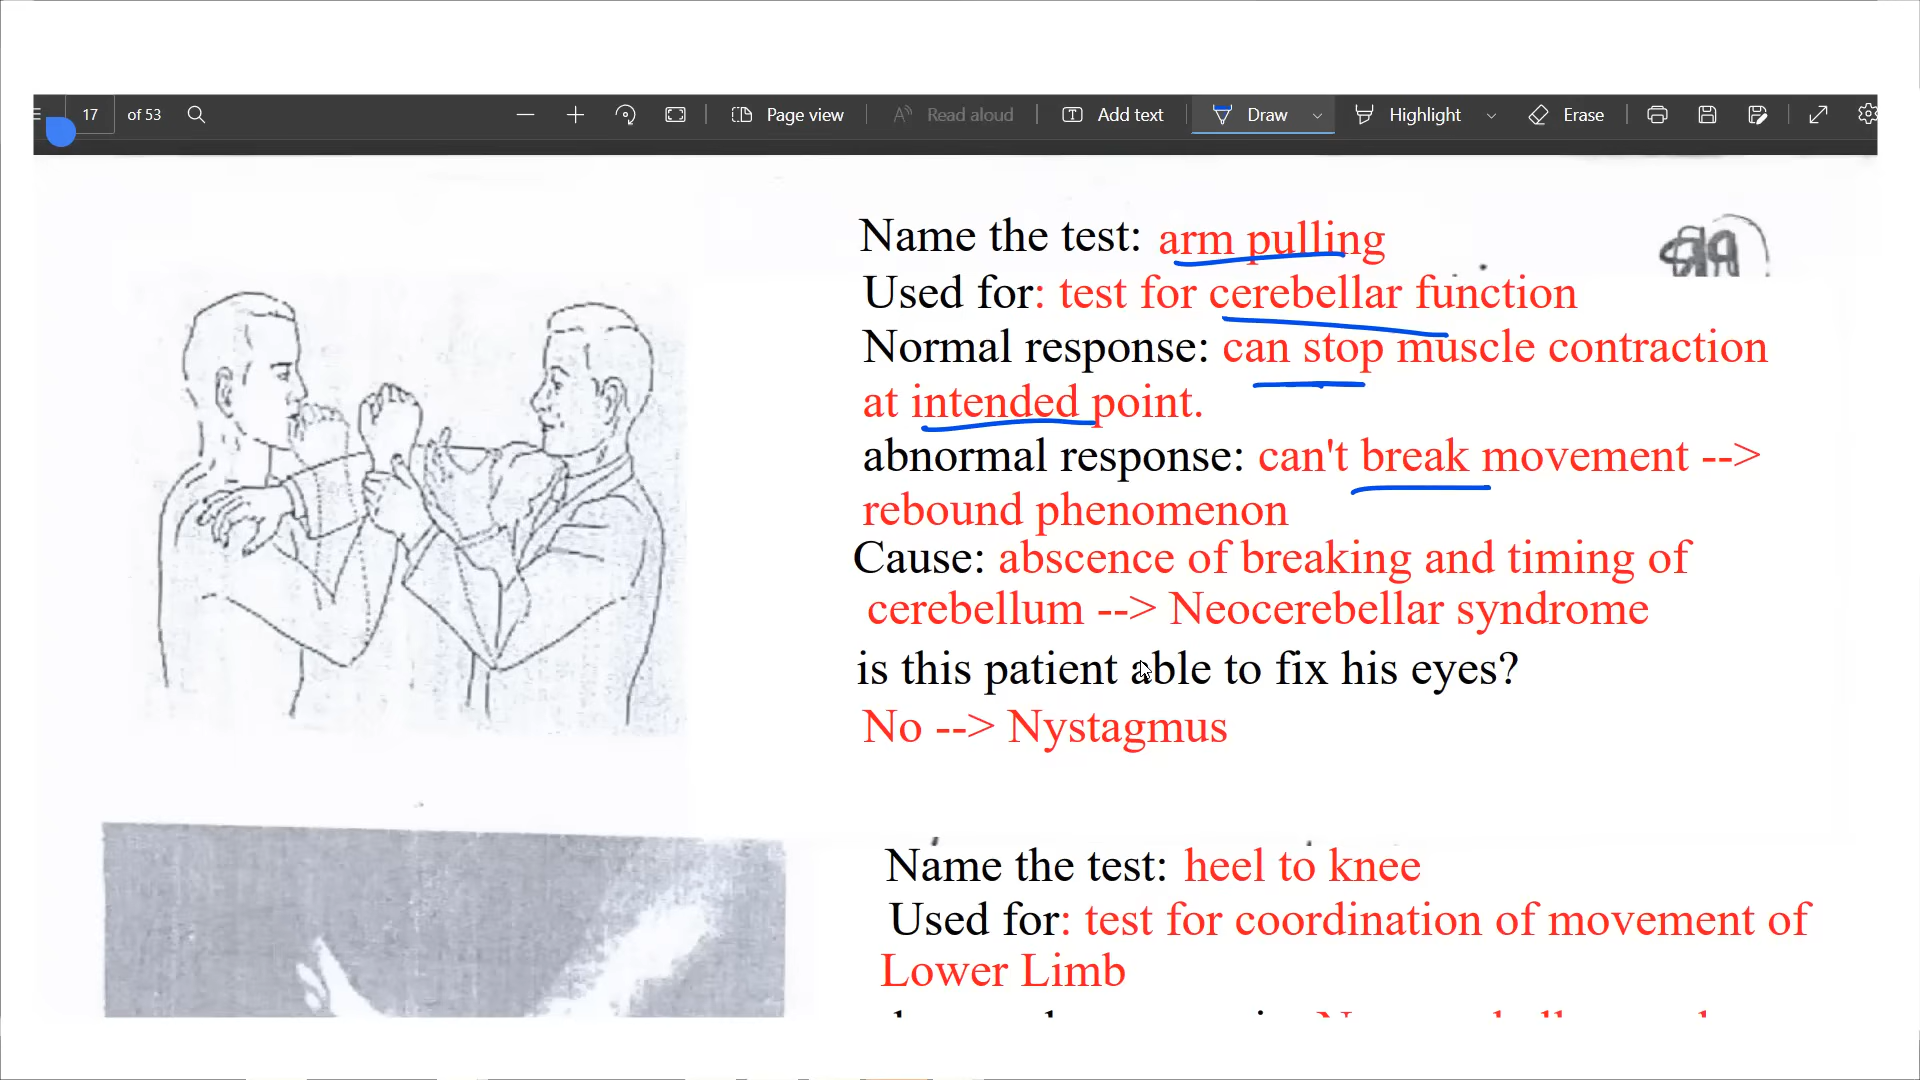 17 of 53 Page view Read aloud Add text Draw Highlight Erase
Name the test: arm pulling
Used for: test for cerebellar function
Normal response: can stop muscle contraction
at intended point.
abnormal response: can't break movement -->
rebound phenomenon
Cause: abscence of breaking and timing of
cerebellum --> Neocerebellar syndrome
is this patient able to fix his eyes?
No --> Nystagmus
Name the test: heel to knee
Used for: test for coordination of movement of
Lower Limb